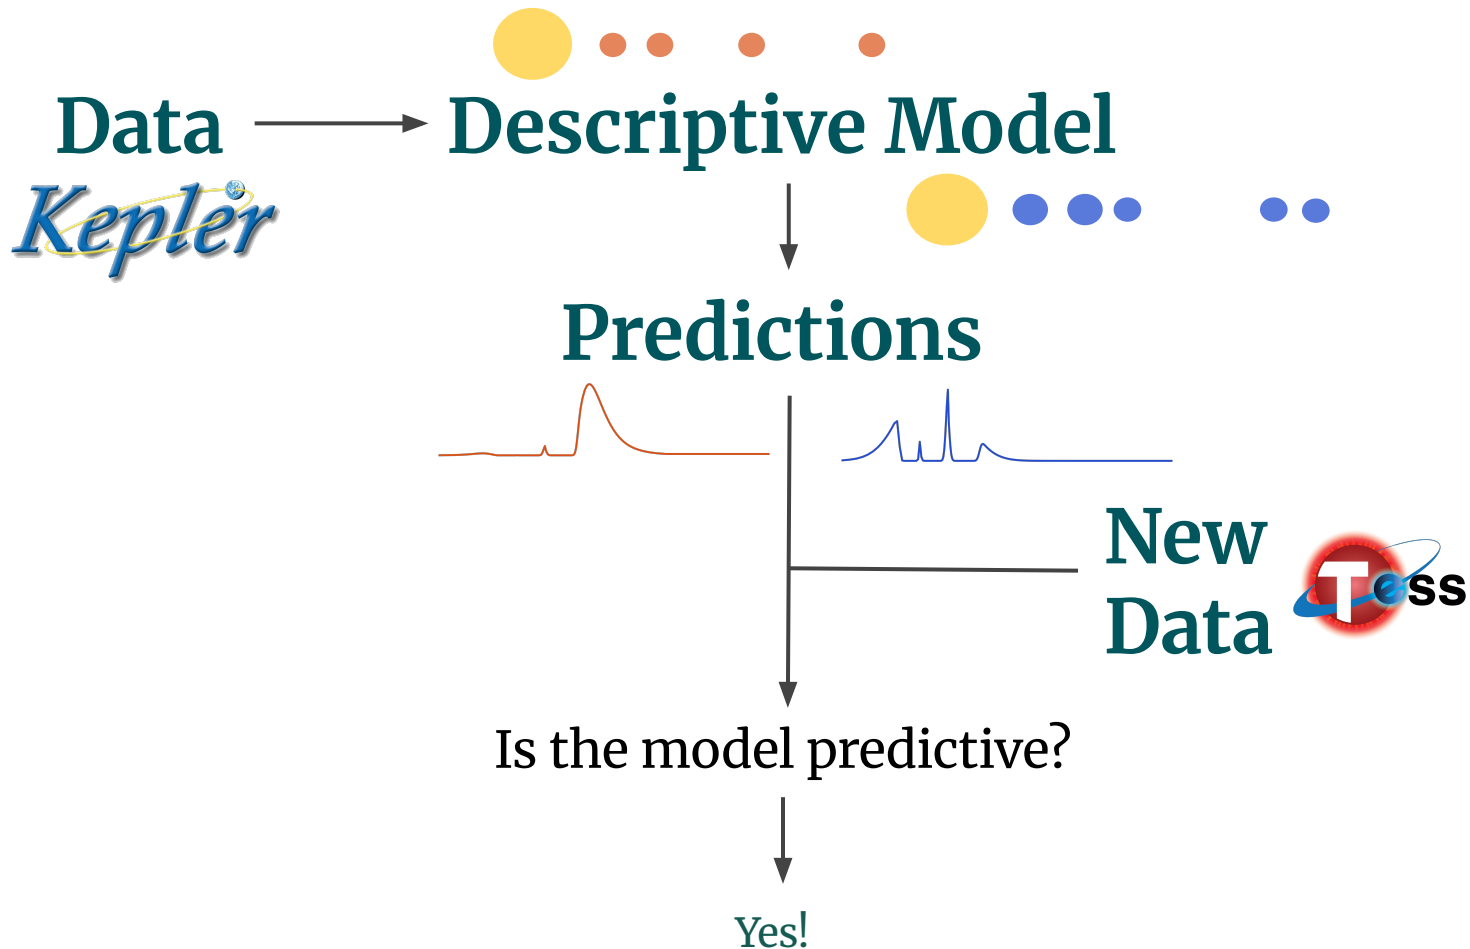 Data
Descriptive Model
Kepler
Predictions
New
Data
Tess
Is the model predictive?
Yes!